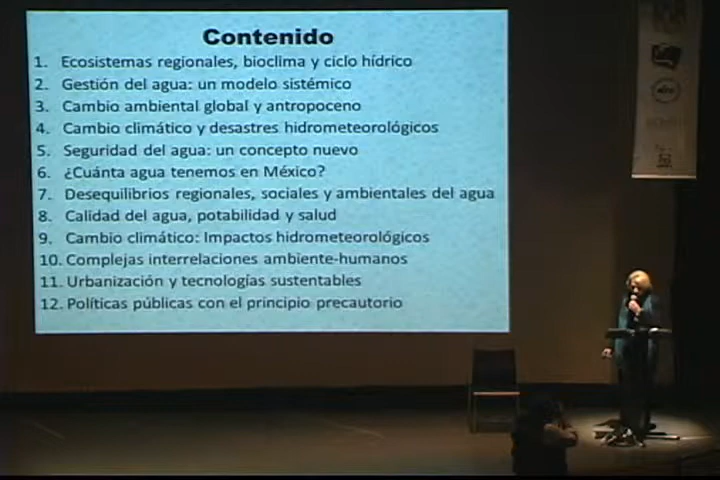 Contenido
1. Ecosistemas regionales, bioclima y ciclo hídrico
2. Gestión del agua: un modelo sistémico
3. Cambio ambiental global y antropoceno
4. Cambio climático y desastres hidrometeorológicos
5. Seguridad del agua: un concepto nuevo
6. ¿Cuánta agua tenemos en México?
7. Desequilibrios regionales, sociales y ambientales del agua
8. Calidad del agua, potabilidad y salud
9. Cambio climático: Impactos hidrometeorológicos
10. Complejas interrelaciones ambiente-humanos
11. Urbanización y tecnologías sustentables
12. Políticas públicas con el principio precautorio